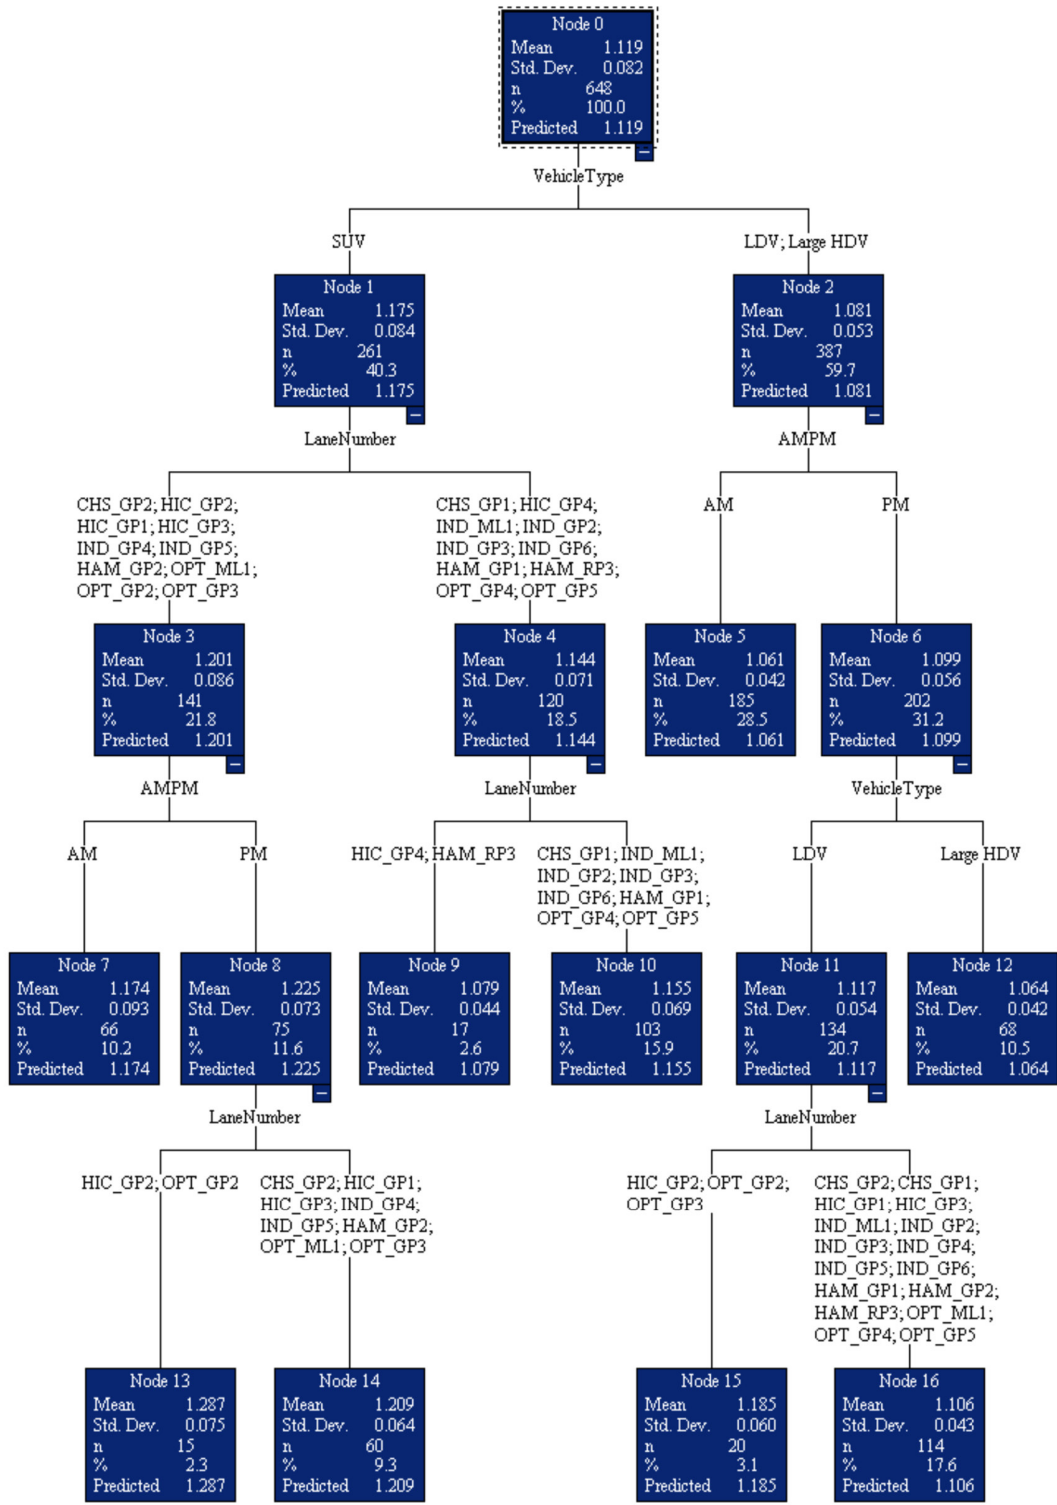 Node 0
Mean 1.119
Std. Dev. 0.082
n 648
% 100.0
Predicted 1.119
VehicleType
SUV
LDV; Large HDV
Node 1
Mean 1.175
Std. Dev. 0.084
n 261
% 40.3
Predicted 1.175
Node 2
Mean 1.081
Std. Dev. 0.053
n 387
% 59.7
Predicted 1.081
LaneNumber
AMPM
CHS_GP2; HIC_GP2;
HIC_GP1; HIC_GP3;
IND_GP4; IND_GP5;
HAM_GP2; OPT_ML1;
OPT_GP2; OPT_GP3
CHS_GP1; HIC_GP4;
IND_ML1; IND_GP2;
IND_GP3; IND_GP6;
HAM_GP1; HAM_RP3;
OPT_GP4; OPT_GP5
AM
PM
Node 3
Mean 1.201
Std. Dev. 0.086
n 141
% 21.8
Predicted 1.201
Node 4
Mean 1.144
Std. Dev. 0.071
n 120
% 18.5
Predicted 1.144
Node 5
Mean 1.061
Std. Dev. 0.042
n 185
% 28.5
Predicted 1.061
Node 6
Mean 1.099
Std. Dev. 0.056
n 202
% 31.2
Predicted 1.099
AMPM
LaneNumber
VehicleType
AM
PM
HIC_GP4; HAM_RP3
CHS_GP1; IND_ML1;
IND_GP2; IND_GP3;
IND_GP6; HAM_GP1;
OPT_GP4; OPT_GP5
LDV
Large HDV
Node 7
Mean 1.174
Std. Dev. 0.093
n 66
% 10.2
Predicted 1.174
Node 8
Mean 1.225
Std. Dev. 0.073
n 75
% 11.6
Predicted 1.225
Node 9
Mean 1.079
Std. Dev. 0.044
n 17
% 2.6
Predicted 1.079
Node 10
Mean 1.155
Std. Dev. 0.069
n 103
% 15.9
Predicted 1.155
Node 11
Mean 1.117
Std. Dev. 0.054
n 134
% 20.7
Predicted 1.117
Node 12
Mean 1.064
Std. Dev. 0.042
n 68
% 10.5
Predicted 1.064
LaneNumber
LaneNumber
HIC_GP2; OPT_GP2
CHS_GP2; HIC_GP1;
HIC_GP3; IND_GP4;
IND_GP5; HAM_GP2;
OPT_ML1; OPT_GP3
HIC_GP2; OPT_GP2;
OPT_GP3
CHS_GP2; CHS_GP1;
HIC_GP1; HIC_GP3;
IND_ML1; IND_GP2;
IND_GP3; IND_GP4;
IND_GP5; IND_GP6;
HAM_GP1; HAM_GP2;
HAM_RP3; OPT_ML1;
OPT_GP4; OPT_GP5
Node 13
Mean 1.287
Std. Dev. 0.075
n 15
% 2.3
Predicted 1.287
Node 14
Mean 1.209
Std. Dev. 0.064
n 60
% 9.3
Predicted 1.209
Node 15
Mean 1.185
Std. Dev. 0.060
n 20
% 3.1
Predicted 1.185
Node 16
Mean 1.106
Std. Dev. 0.043
n 114
% 17.6
Predicted 1.106